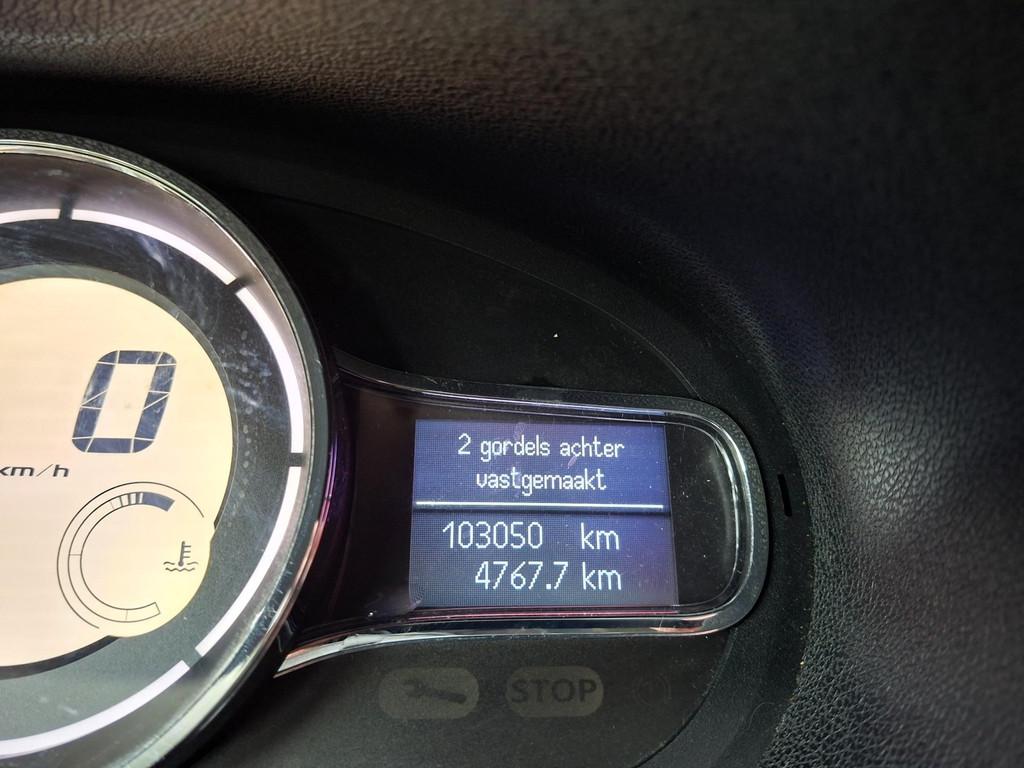 0
km/h
2 gordels achter
vastgemaakt
103050 km
4767.7 km
STOP